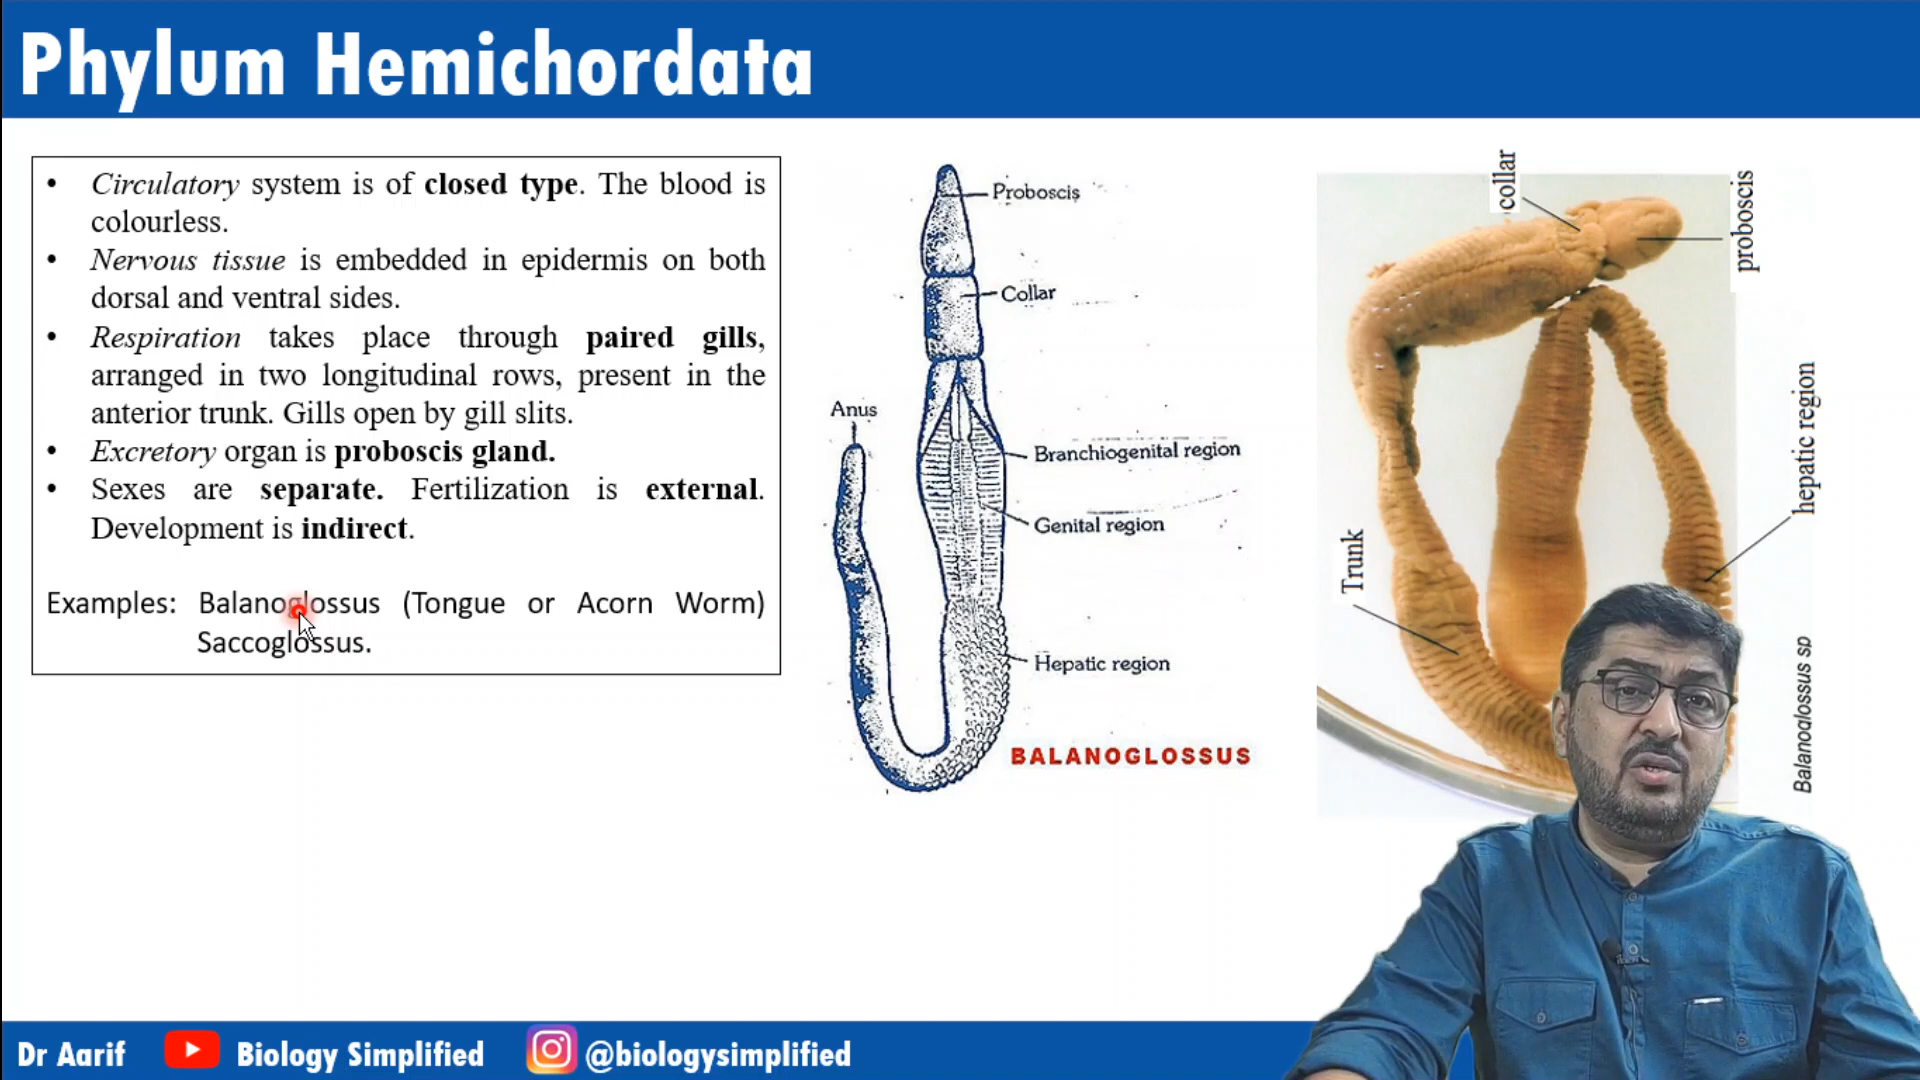 Phylum Hemichordata
• Circulatory system is of closed type. The blood is
colourless.
• Nervous tissue is embedded in epidermis on both
dorsal and ventral sides.
• Respiration takes place through paired gills,
arranged in two longitudinal rows, present in the
anterior trunk. Gills open by gill slits.
• Excretory organ is proboscis gland.
• Sexes are separate. Fertilization is external.
Development is indirect.
Examples: Balanoglossus (Tongue or Acorn Worm)
Saccoglossus.
Proboscis
Collar
Anus
Branchiogenital region
Genital region
Hepatic region
BALANOGLOSSUS
collar
proboscis
hepatic region
Trunk
Balanoglossus sp
Dr Aarif
Biology Simplified
@biologysimplified